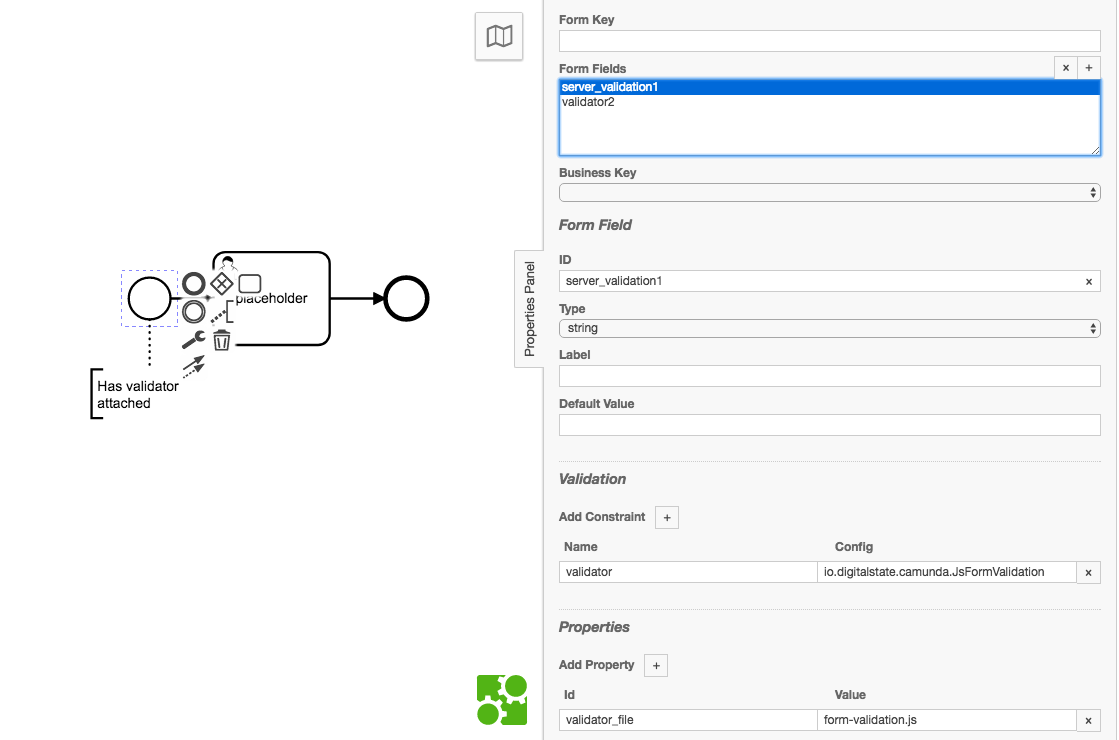 placeholder
Has validator
attached
Properties Panel
Form Key
Form Fields
× +
server_validation1
validator2
Business Key
Form Field
ID
server_validation1 ×
Type
string
Label
Default Value
Validation
Add Constraint +
Name Config
validator io.digitalstate.camunda.JsFormValidation ×
Properties
Add Property +
Id Value
validator_file form-validation.js ×